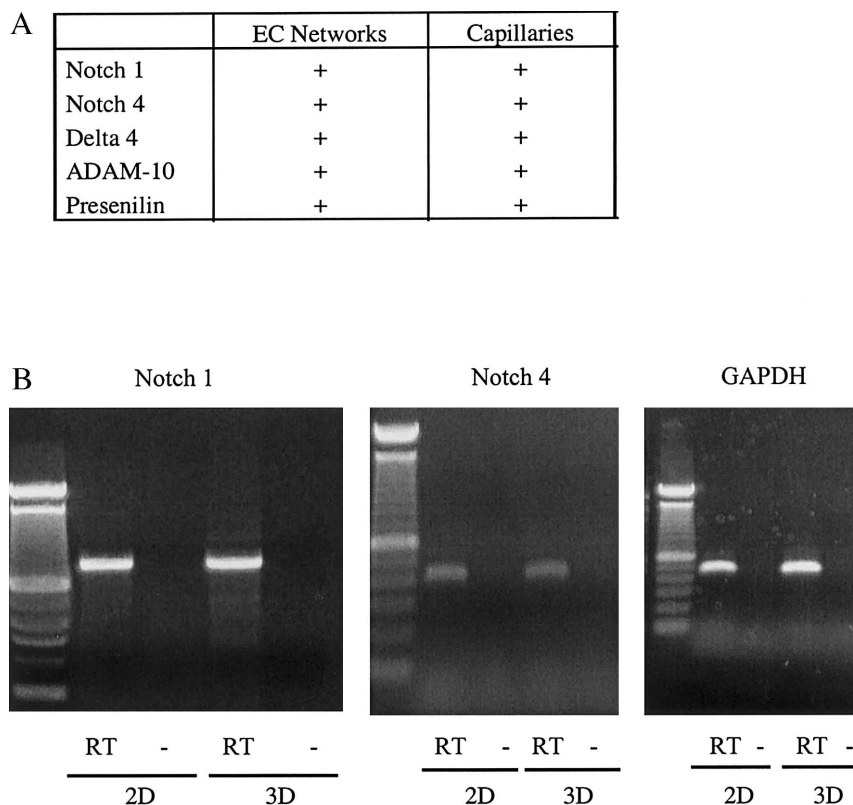 A
EC Networks Capillaries
Notch 1 + +
Notch 4 + +
Delta 4 + +
ADAM-10 + +
Presenilin + +
B
Notch 1 Notch 4 GAPDH
RT - RT - RT - RT - RT - RT -
2D 3D 2D 3D 2D 3D